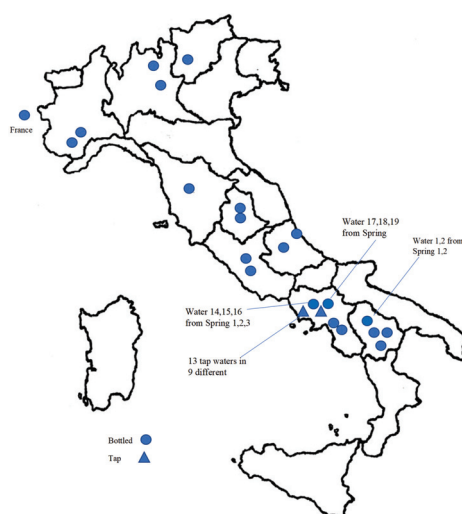 France
Water 17,18,19
from Spring
Water 1,2 from
Spring 1,2
Water 14,15,16
from Spring 1,2,3
13 tap waters in
9 different
Bottled
Tap